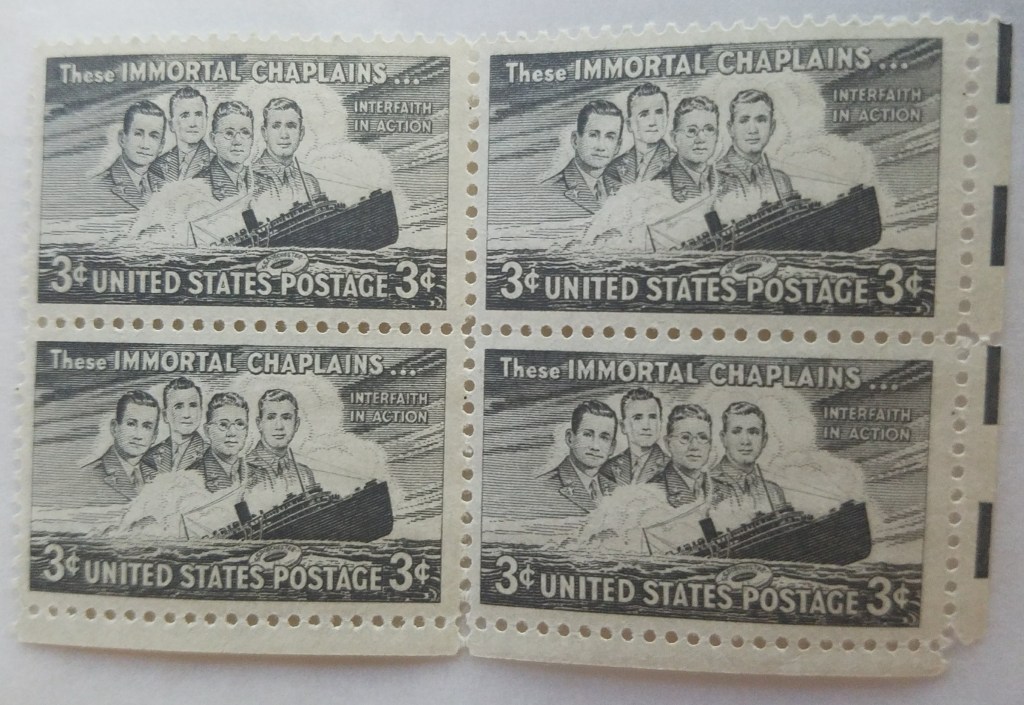 These IMMORTAL CHAPLAINS...
INTERFAITH
IN ACTION
3¢ UNITED STATES POSTAGE 3¢
These IMMORTAL CHAPLAINS...
INTERFAITH
IN ACTION
3¢ UNITED STATES POSTAGE 3¢
These IMMORTAL CHAPLAINS...
INTERFAITH
IN ACTION
3¢ UNITED STATES POSTAGE 3¢
These IMMORTAL CHAPLAINS...
INTERFAITH
IN ACTION
3¢ UNITED STATES POSTAGE 3¢